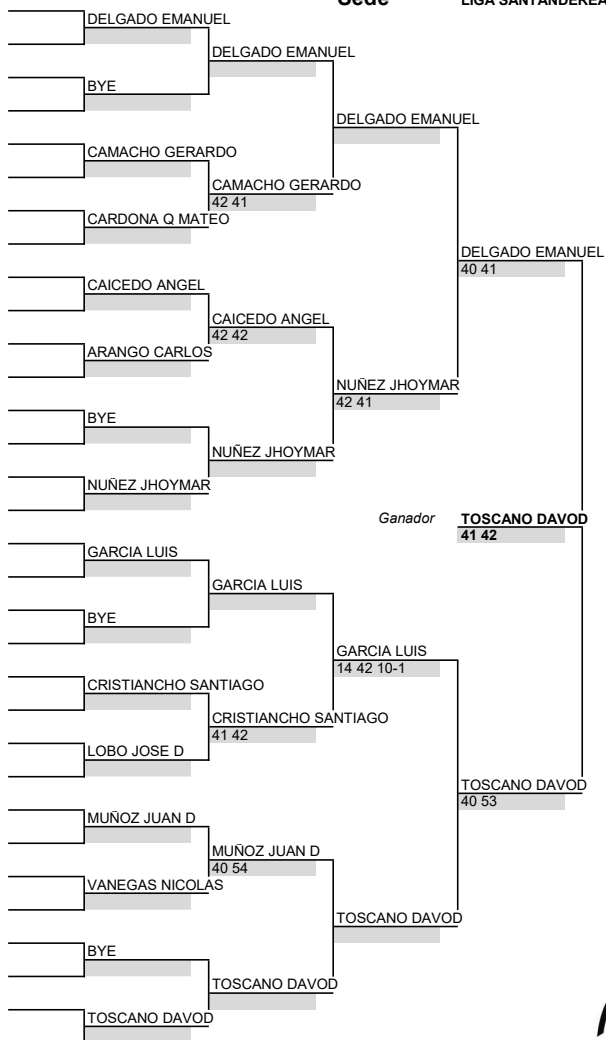 Sede LIGA SANTANDEREA
DELGADO EMANUEL
DELGADO EMANUEL
BYE
DELGADO EMANUEL
CAMACHO GERARDO
CAMACHO GERARDO
42 41
CARDONA Q MATEO
DELGADO EMANUEL
40 41
CAICEDO ANGEL
CAICEDO ANGEL
42 42
ARANGO CARLOS
NUÑEZ JHOYMAR
42 41
BYE
NUÑEZ JHOYMAR
NUÑEZ JHOYMAR
Ganador TOSCANO DAVOD
41 42
GARCIA LUIS
GARCIA LUIS
BYE
GARCIA LUIS
14 42 10-1
CRISTIANCHO SANTIAGO
CRISTIANCHO SANTIAGO
41 42
LOBO JOSE D
TOSCANO DAVOD
40 53
MUÑOZ JUAN D
MUÑOZ JUAN D
40 54
VANEGAS NICOLAS
TOSCANO DAVOD
BYE
TOSCANO DAVOD
TOSCANO DAVOD